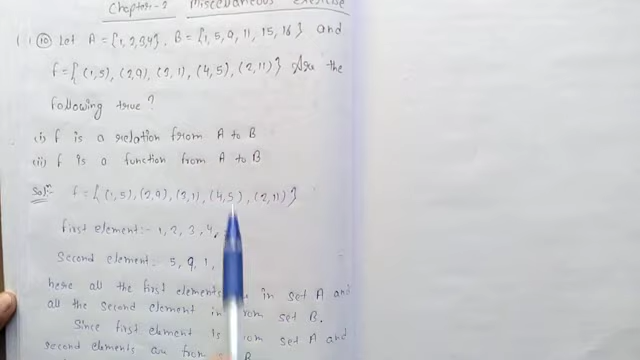 Chapter-2 Miscellaneous Exercise
(10) Let A = {1, 2, 3, 4}, B = {1, 5, 9, 11, 15, 16} and
f = {(1,5), (2,9), (3,1), (4,5), (2,11)} Are the
following true?
(i) f is a relation from A to B
(ii) f is a function from A to B
Sol:- f = {(1,5), (2,9), (3,1), (4,5), (2,11)}
First element:- 1, 2, 3, 4,
Second element:- 5, 9, 1,
here all the first elements in set A and
all the second element in from set B.
Since first element is from set A and
second elements are from B